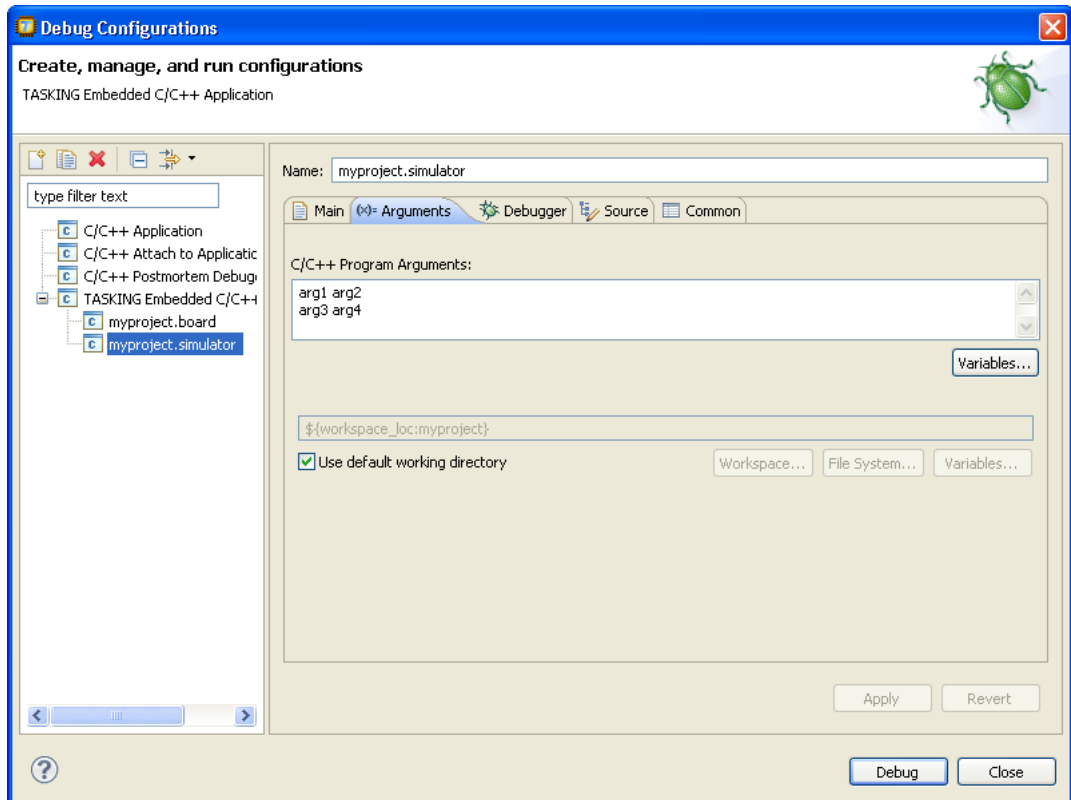 Debug Configurations
Create, manage, and run configurations
TASKING Embedded C/C++ Application
type filter text
C/C++ Application
C/C++ Attach to Applicatic
C/C++ Postmortem Debug
TASKING Embedded C/C++
myproject.board
myproject.simulator
Name: myproject.simulator
Main (x)= Arguments Debugger Source Common
C/C++ Program Arguments:
arg1 arg2
arg3 arg4
Variables...
${workspace_loc:myproject}
Use default working directory
Workspace... File System... Variables...
Apply Revert
? Debug Close